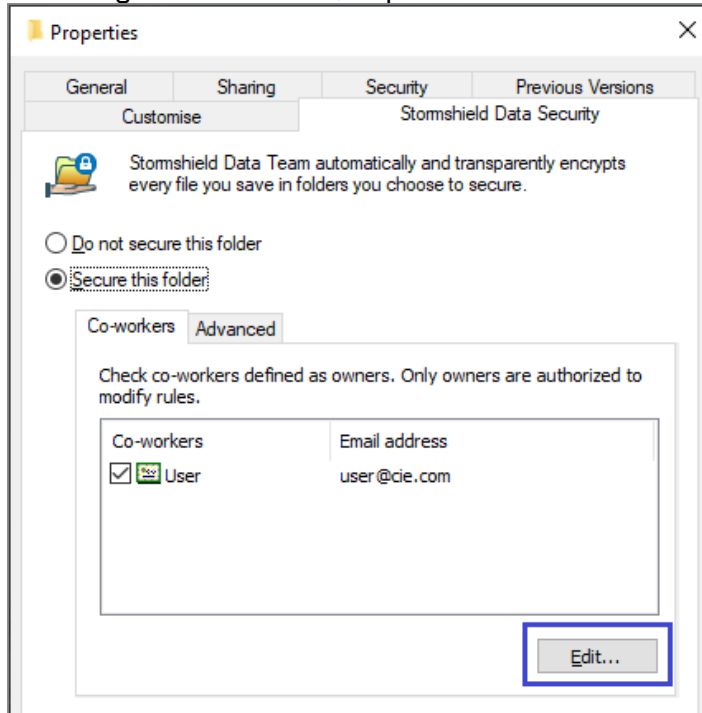 Properties
General Sharing Security Previous Versions
Customise Stormshield Data Security
Stormshield Data Team automatically and transparently encrypts
every file you save in folders you choose to secure.
Do not secure this folder
Secure this folder
Co-workers Advanced
Check co-workers defined as owners. Only owners are authorized to
modify rules.
Co-workers Email address
User user@cie.com
Edit...